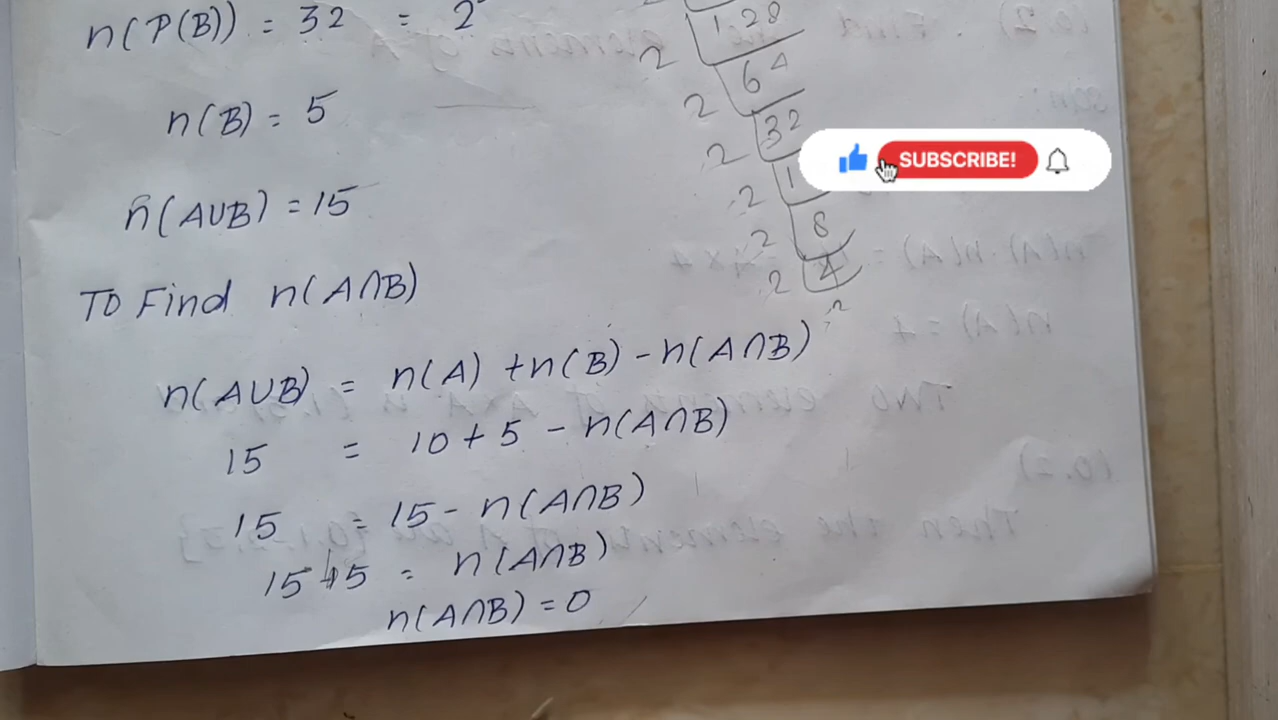 n(P(B)) = 32 = 2⁵
n(B) = 5
n(A∪B) = 15
To Find n(A∩B)
n(A∪B) = n(A) + n(B) - n(A∩B)
15 = 10 + 5 - n(A∩B)
15 = 15 - n(A∩B)
15 - 15 = n(A∩B)
n(A∩B) = 0
128
2 64
2 32
2
2 8
2 4
2
SUBSCRIBE!